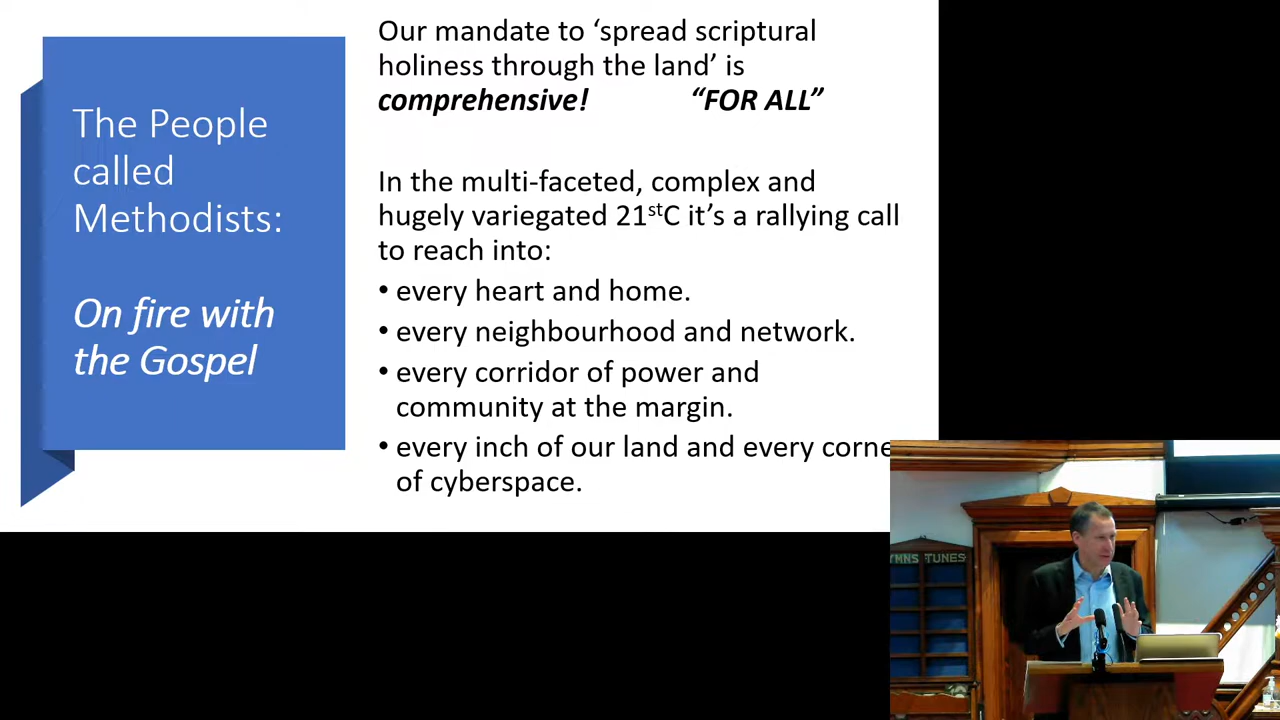 The People
called
Methodists:
On fire with
the Gospel
Our mandate to ‘spread scriptural
holiness through the land’ is
comprehensive! “FOR ALL”
In the multi-faceted, complex and
hugely variegated 21stC it’s a rallying call
to reach into:
• every heart and home.
• every neighbourhood and network.
• every corridor of power and
community at the margin.
• every inch of our land and every corne
of cyberspace.
YMNS TUNES